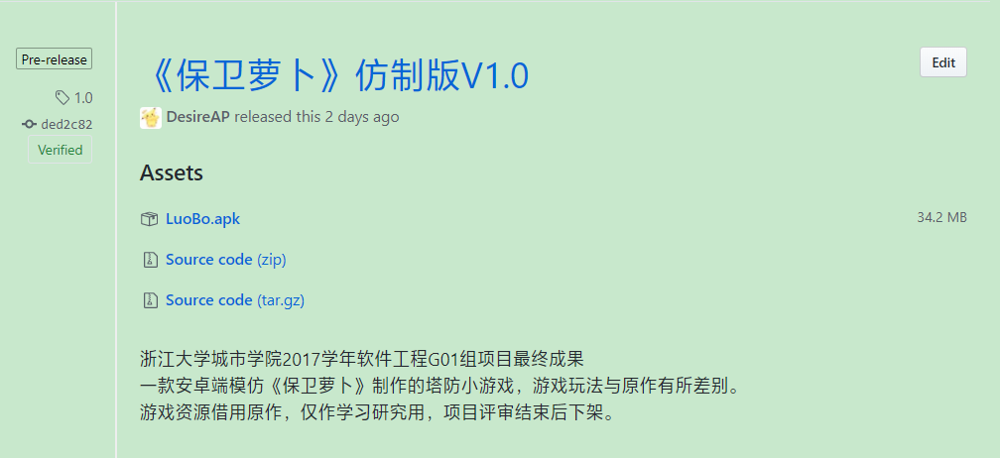 Pre-release
1.0
ded2c82
Verified
《保卫萝卜》仿制版V1.0
Edit
DesireAP released this 2 days ago
Assets
LuoBo.apk
34.2 MB
Source code (zip)
Source code (tar.gz)
浙江大学城市学院2017学年软件工程G01组项目最终成果
一款安卓端模仿《保卫萝卜》制作的塔防小游戏，游戏玩法与原作有所差别。
游戏资源借用原作，仅作学习研究用，项目评审结束后下架。